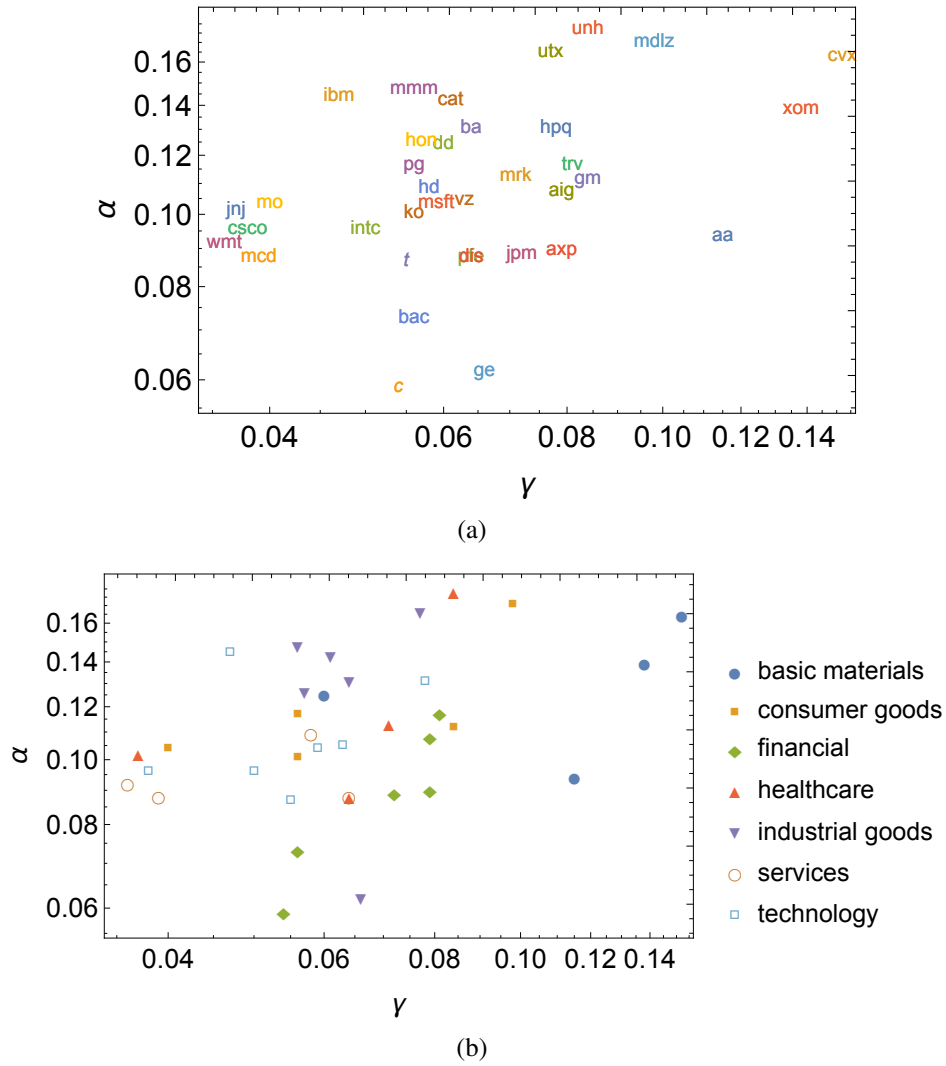 unh
mdlz
0.16
utx
cvx
mmm
cat
ibm
0.14
xom
hon
dd
ba
hpq
0.12
pg
trv
hd
mrk
aig
gm
α
0.10
jnj
mo
ko
msft
vz
csco
intc
aa
wmt
mcd
t
dis
jpm
axp
0.08
bac
0.06
c
ge
0.04 0.06 0.08 0.10 0.12 0.14
γ
(a)
0.16
0.14
0.12
α
0.10
0.08
0.06
0.04 0.06 0.08 0.10 0.12 0.14
γ
basic materials
consumer goods
financial
healthcare
industrial goods
services
technology
(b)